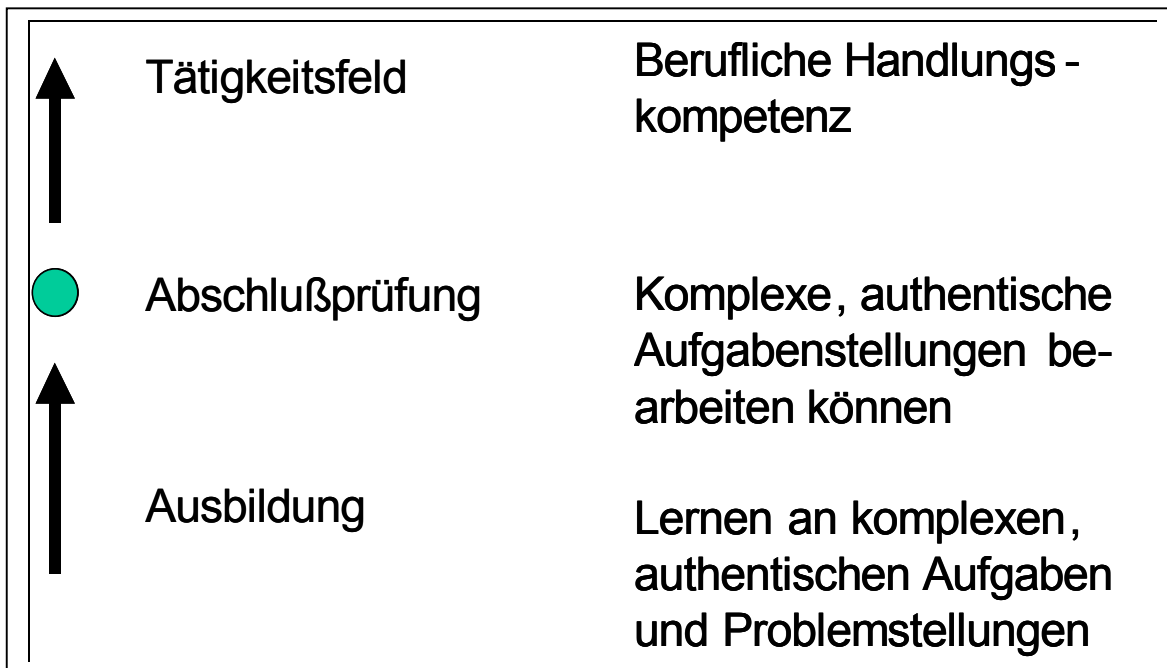 Tätigkeitsfeld
Berufliche Handlungs -
kompetenz
Abschlußprüfung
Komplexe, authentische
Aufgabenstellungen be-
arbeiten können
Ausbildung
Lernen an komplexen,
authentischen Aufgaben
und Problemstellungen